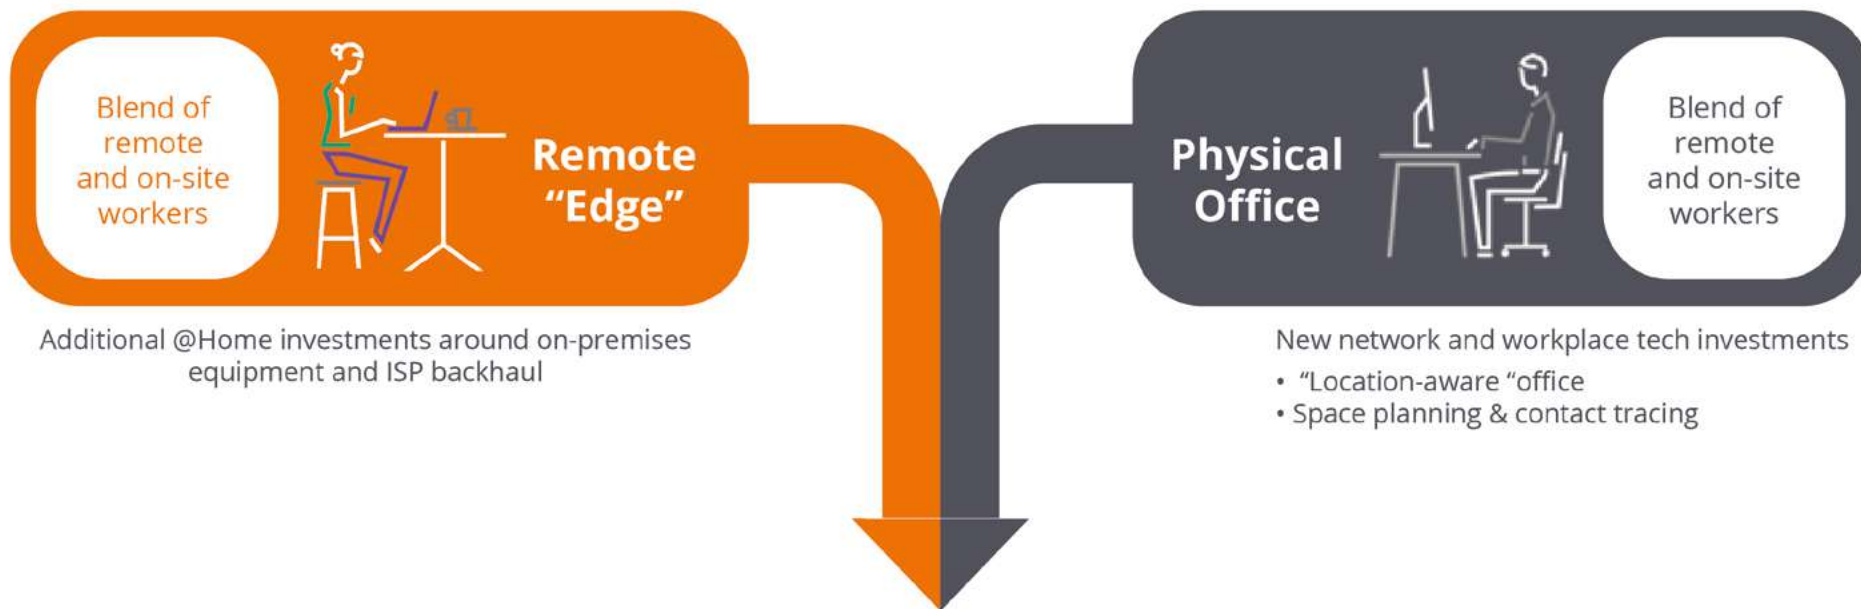 Blend of
remote
and on-site
workers
Remote
“Edge”
Additional @Home investments around on-premises
equipment and ISP backhaul
Physical
Office
Blend of
remote
and on-site
workers
New network and workplace tech investments
• “Location-aware “office
• Space planning & contact tracing